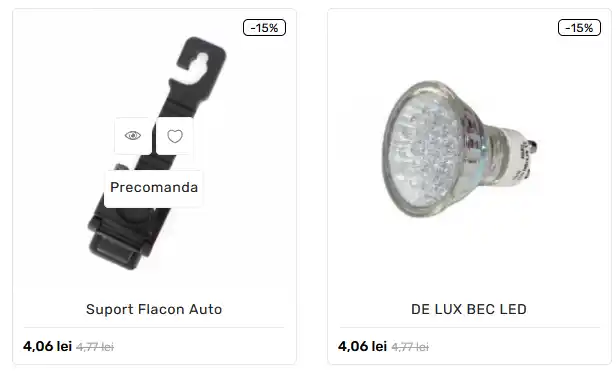 -15%
-15%
Precomanda
Suport Flacon Auto
DE LUX BEC LED
4,06 lei 4,77 lei
4,06 lei 4,77 lei